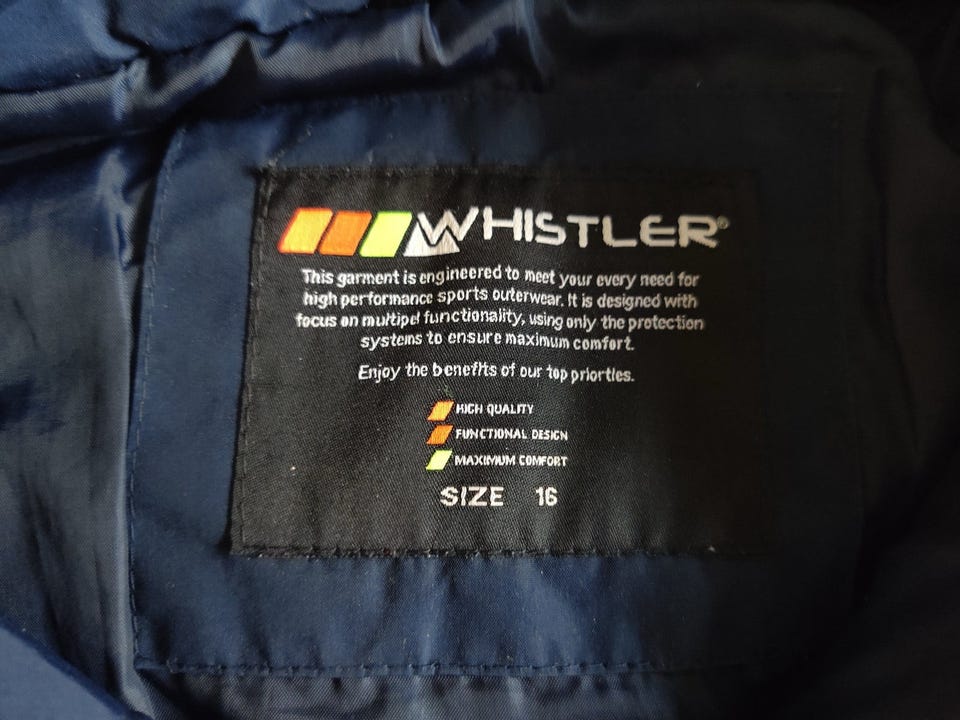 WHISTLER®
This garment is engineered to meet your every need for
high performance sports outerwear. It is designed with
focus on multipel functionality, using only the protection
systems to ensure maximum comfort.
Enjoy the benefits of our top priorties.
HIGH QUALITY
FUNCTIONAL DESIGN
MAXIMUM COMFORT
SIZE 16